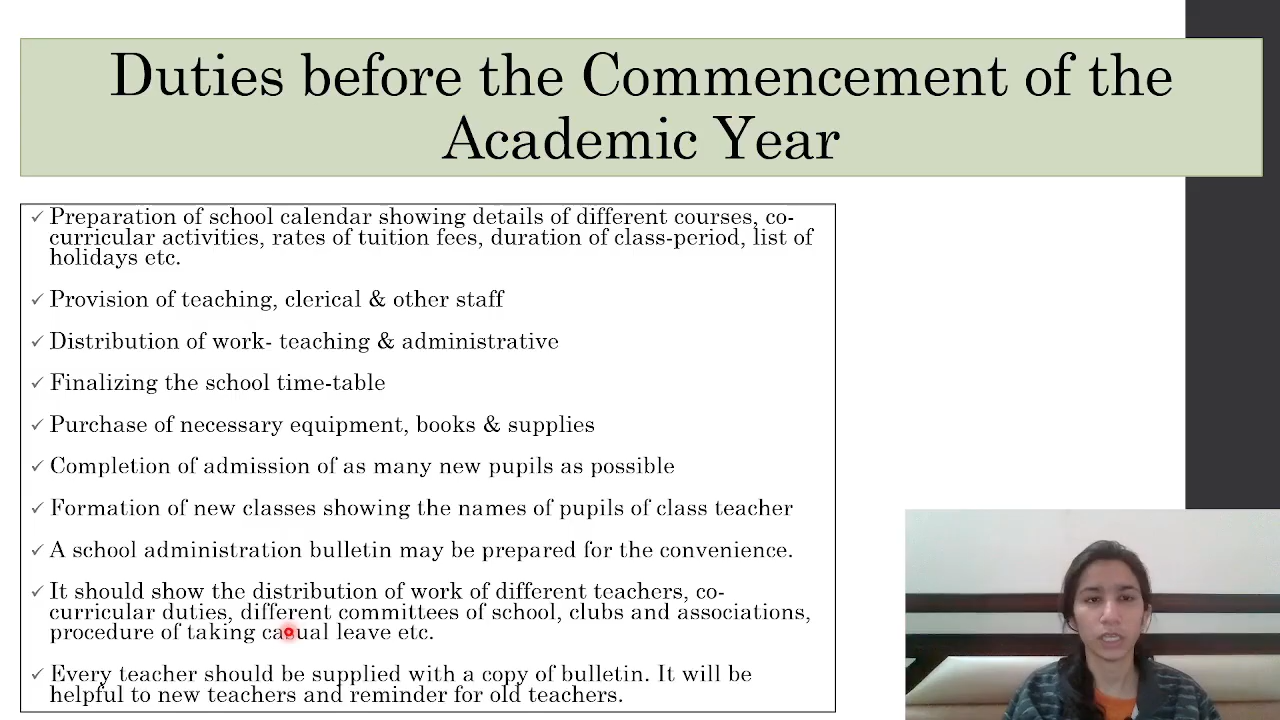 Duties before the Commencement of the
Academic Year
✓ Preparation of school calendar showing details of different courses, co-
curricular activities, rates of tuition fees, duration of class-period, list of
holidays etc.
✓ Provision of teaching, clerical & other staff
✓ Distribution of work- teaching & administrative
✓ Finalizing the school time-table
✓ Purchase of necessary equipment, books & supplies
✓ Completion of admission of as many new pupils as possible
✓ Formation of new classes showing the names of pupils of class teacher
✓ A school administration bulletin may be prepared for the convenience.
✓ It should show the distribution of work of different teachers, co-
curricular duties, different committees of school, clubs and associations,
procedure of taking casual leave etc.
✓ Every teacher should be supplied with a copy of bulletin. It will be
helpful to new teachers and reminder for old teachers.